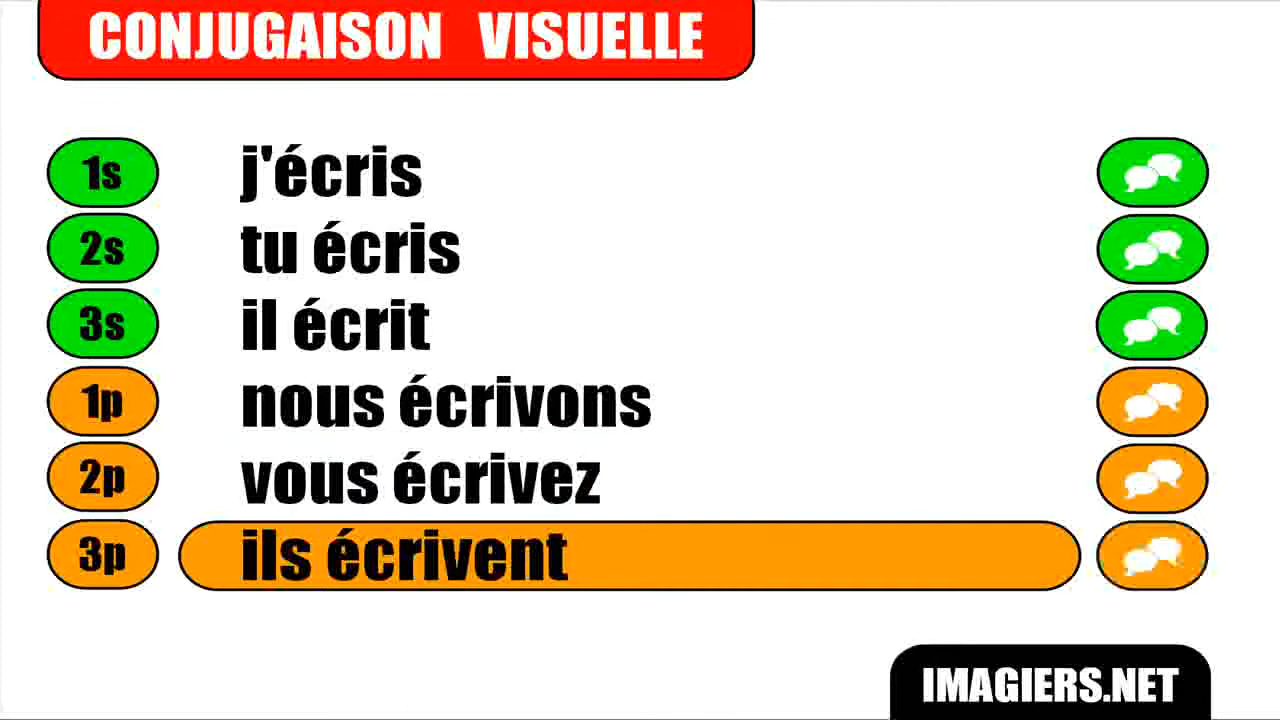 CONJUGAISON VISUELLE
1s j'écris
2s tu écris
3s il écrit
1p nous écrivons
2p vous écrivez
3p ils écrivent
IMAGIERS.NET